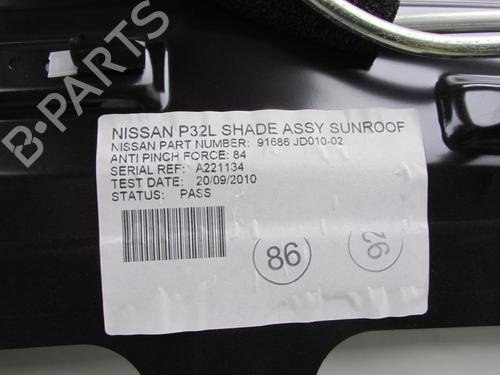 B-PARTS
NISSAN P32L SHADE ASSY SUNROOF
NISSAN PART NUMBER: 91686 JD010-02
ANTI PINCH FORCE: 84
SERIAL REF: A221134
TEST DATE: 20/09/2010
STATUS: PASS
86
92